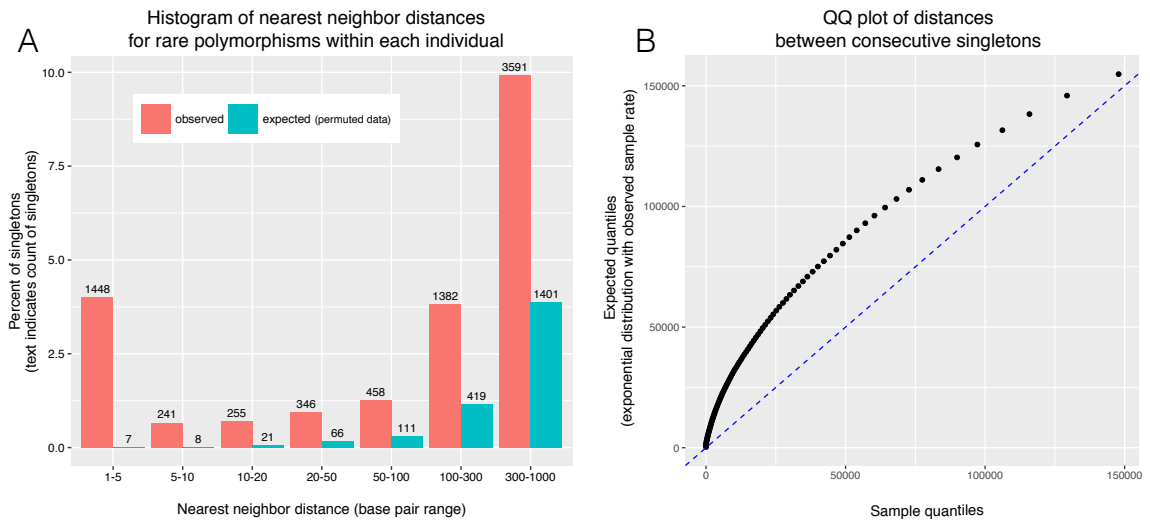 A
Histogram of nearest neighbor distances
for rare polymorphisms within each individual
Percent of singletons
(text indicates count of singletons)
10.0
7.5
5.0
2.5
0.0
observed
expected (permuted data)
1448
7
241
8
255
21
346
66
458
111
1382
419
3591
1401
1-5
5-10
10-20
20-50
50-100
100-300
300-1000
Nearest neighbor distance (base pair range)
B
QQ plot of distances
between consecutive singletons
Expected quantiles
(exponential distribution with observed sample rate)
150000
100000
50000
0
0
50000
100000
150000
Sample quantiles